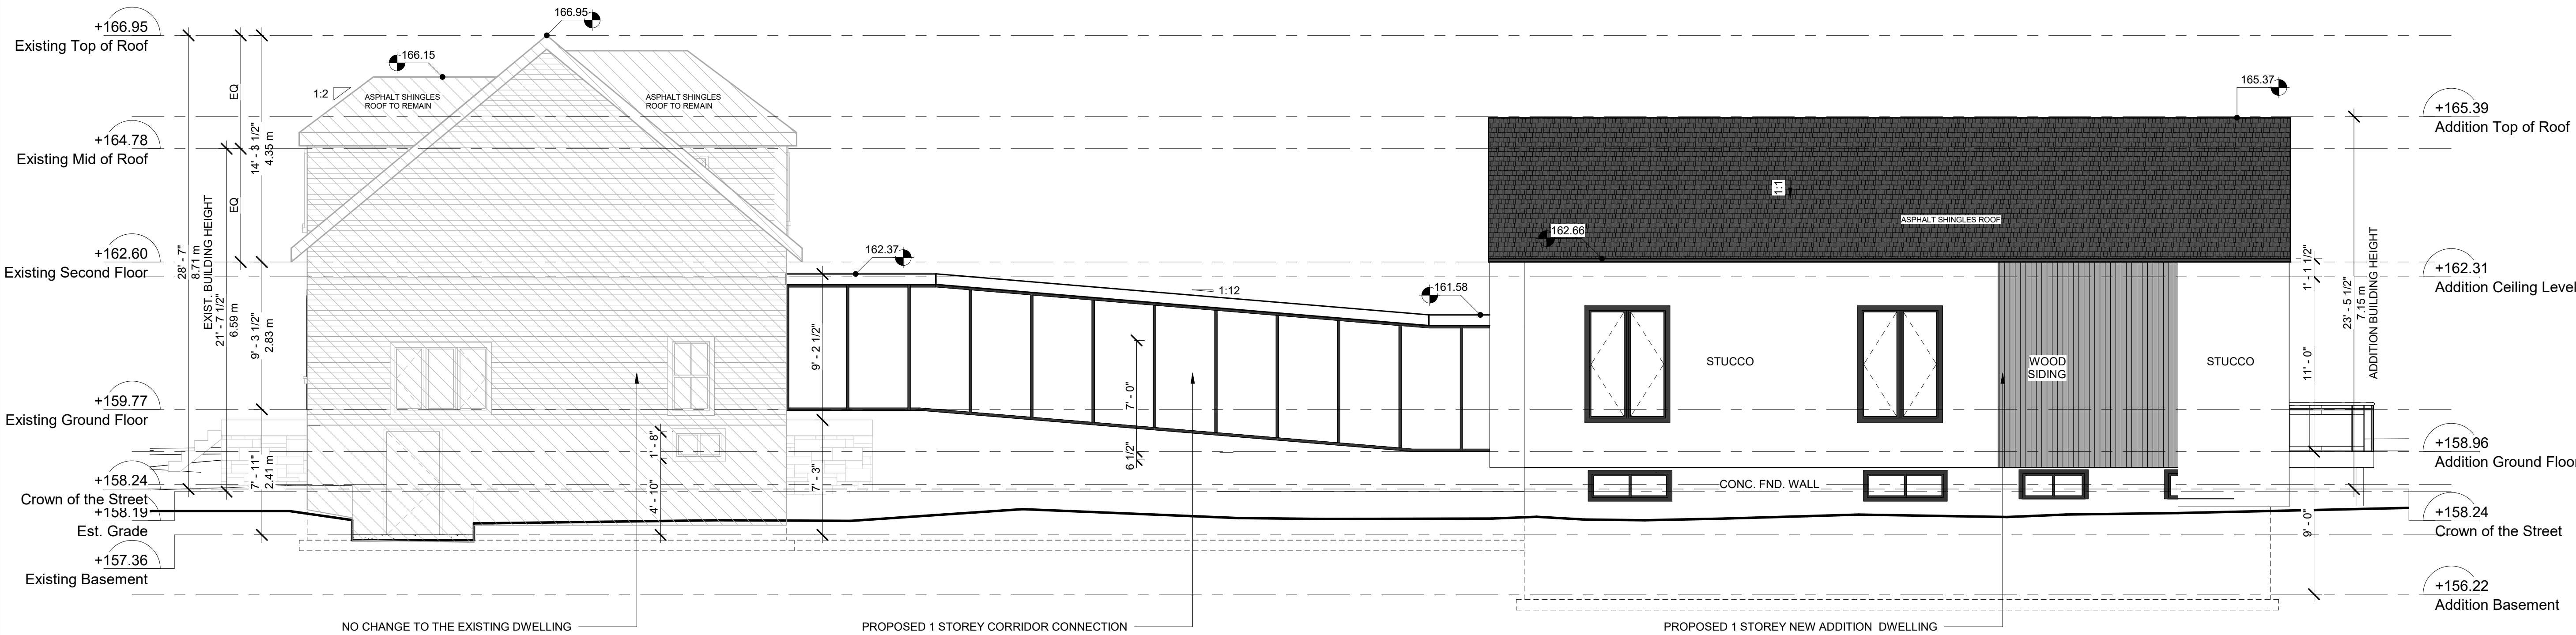 +166.95
Existing Top of Roof
+164.78
Existing Mid of Roof
+162.60
Existing Second Floor
+159.77
Existing Ground Floor
+158.24
Crown of the Street
+158.19
Est. Grade
+157.36
Existing Basement
28' - 7"
8.71 m
EXIST. BUILDING HEIGHT
21' - 7 1/2"
6.59 m
EQ
EQ
14' - 3 1/2"
4.35 m
9' - 3 1/2"
2.83 m
7' - 11"
2.41 m
166.95
166.15
1:2
ASPHALT SHINGLES
ROOF TO REMAIN
ASPHALT SHINGLES
ROOF TO REMAIN
1' - 8"
4' - 10"
162.37
9' - 2 1/2"
7' - 3"
1:12
161.58
7' - 0"
6 1/2"
165.37
1:1
ASPHALT SHINGLES ROOF
162.66
STUCCO
WOOD
SIDING
STUCCO
CONC. FND. WALL
1' - 1 1/2"
11' - 0"
9' - 0"
23' - 5 1/2"
7.15 m
ADDITION BUILDING HEIGHT
+165.39
Addition Top of Roof
+162.31
Addition Ceiling Level
+158.96
Addition Ground Floor
+158.24
Crown of the Street
+156.22
Addition Basement
NO CHANGE TO THE EXISTING DWELLING
PROPOSED 1 STOREY CORRIDOR CONNECTION
PROPOSED 1 STOREY NEW ADDITION DWELLING